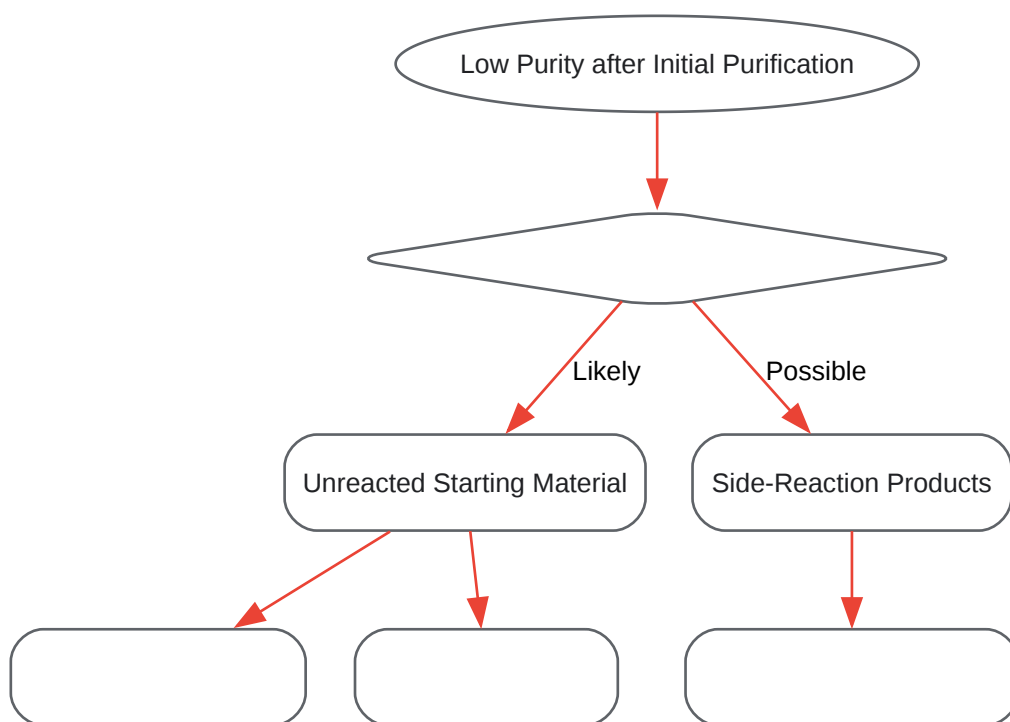 Low Purity after Initial Purification
Likely
Possible
Unreacted Starting Material
Side-Reaction Products